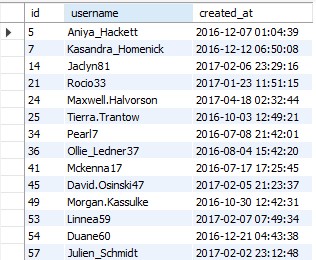 id username created_at
5 Aniya_Hackett 2016-12-07 01:04:39
7 Kasandra_Homenick 2016-12-12 06:50:08
14 Jaclyn81 2017-02-06 23:29:16
21 Rocio33 2017-01-23 11:51:15
24 Maxwell.Halvorson 2017-04-18 02:32:44
25 Tierra.Trantow 2016-10-03 12:49:21
34 Pearl7 2016-07-08 21:42:01
36 Ollie_Ledner37 2016-08-04 15:42:20
41 Mckenna17 2016-07-17 17:25:45
45 David.Osinski47 2017-02-05 21:23:37
49 Morgan.Kassulke 2016-10-30 12:42:31
53 Linnea59 2017-02-07 07:49:34
54 Duane60 2016-12-21 04:43:38
57 Julien_Schmidt 2017-02-02 23:12:48